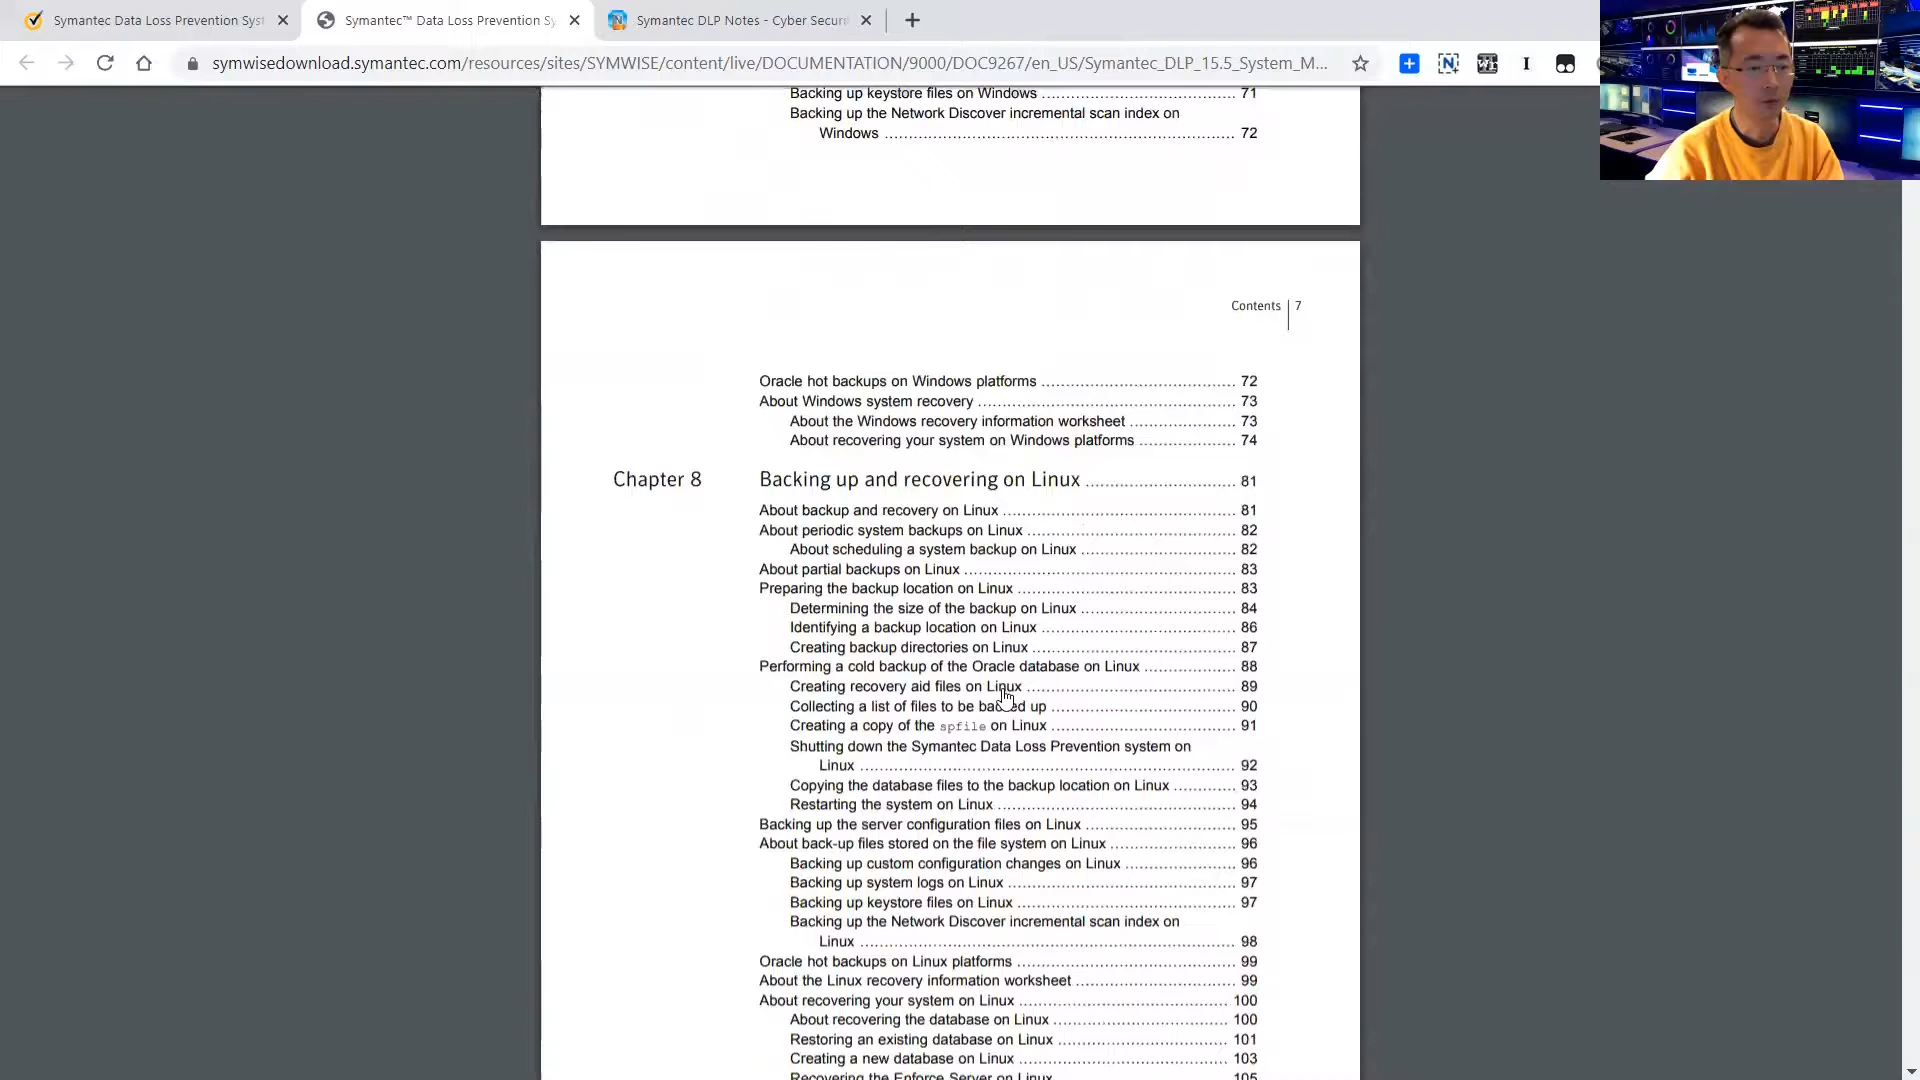 Symantec Data Loss Prevention Syst
Symantec™ Data Loss Prevention Sy
Symantec DLP Notes - Cyber Securi
symwisedownload.symantec.com/resources/sites/SYMWISE/content/live/DOCUMENTATION/9000/DOC9267/en_US/Symantec_DLP_15.5_System_M...
Backing up keystore files on Windows ........................................ 71
Backing up the Network Discover incremental scan index on
Windows ........................................ 72
Contents 7
Oracle hot backups on Windows platforms ........................................ 72
About Windows system recovery ........................................ 73
About the Windows recovery information worksheet ...................... 73
About recovering your system on Windows platforms .................... 74
Chapter 8 Backing up and recovering on Linux ........................... 81
About backup and recovery on Linux ........................................ 81
About periodic system backups on Linux ........................................ 82
About scheduling a system backup on Linux ............................... 82
About partial backups on Linux ........................................ 83
Preparing the backup location on Linux ........................................ 83
Determining the size of the backup on Linux ............................... 84
Identifying a backup location on Linux ........................................ 86
Creating backup directories on Linux ........................................ 87
Performing a cold backup of the Oracle database on Linux .................. 88
Creating recovery aid files on Linux ........................................ 89
Collecting a list of files to be backed up ........................................ 90
Creating a copy of the spfile on Linux ........................................ 91
Shutting down the Symantec Data Loss Prevention system on
Linux ........................................ 92
Copying the database files to the backup location on Linux ............ 93
Restarting the system on Linux ........................................ 94
Backing up the server configuration files on Linux ............................. 95
About back-up files stored on the file system on Linux ........................ 96
Backing up custom configuration changes on Linux ...................... 96
Backing up system logs on Linux ........................................ 97
Backing up keystore files on Linux ........................................ 97
Backing up the Network Discover incremental scan index on
Linux ........................................ 98
Oracle hot backups on Linux platforms ........................................ 99
About the Linux recovery information worksheet ................................ 99
About recovering your system on Linux ........................................ 100
About recovering the database on Linux ................................... 100
Restoring an existing database on Linux ................................... 101
Creating a new database on Linux ........................................ 103
Recovering the Enforce Server on Linux ................................... 105